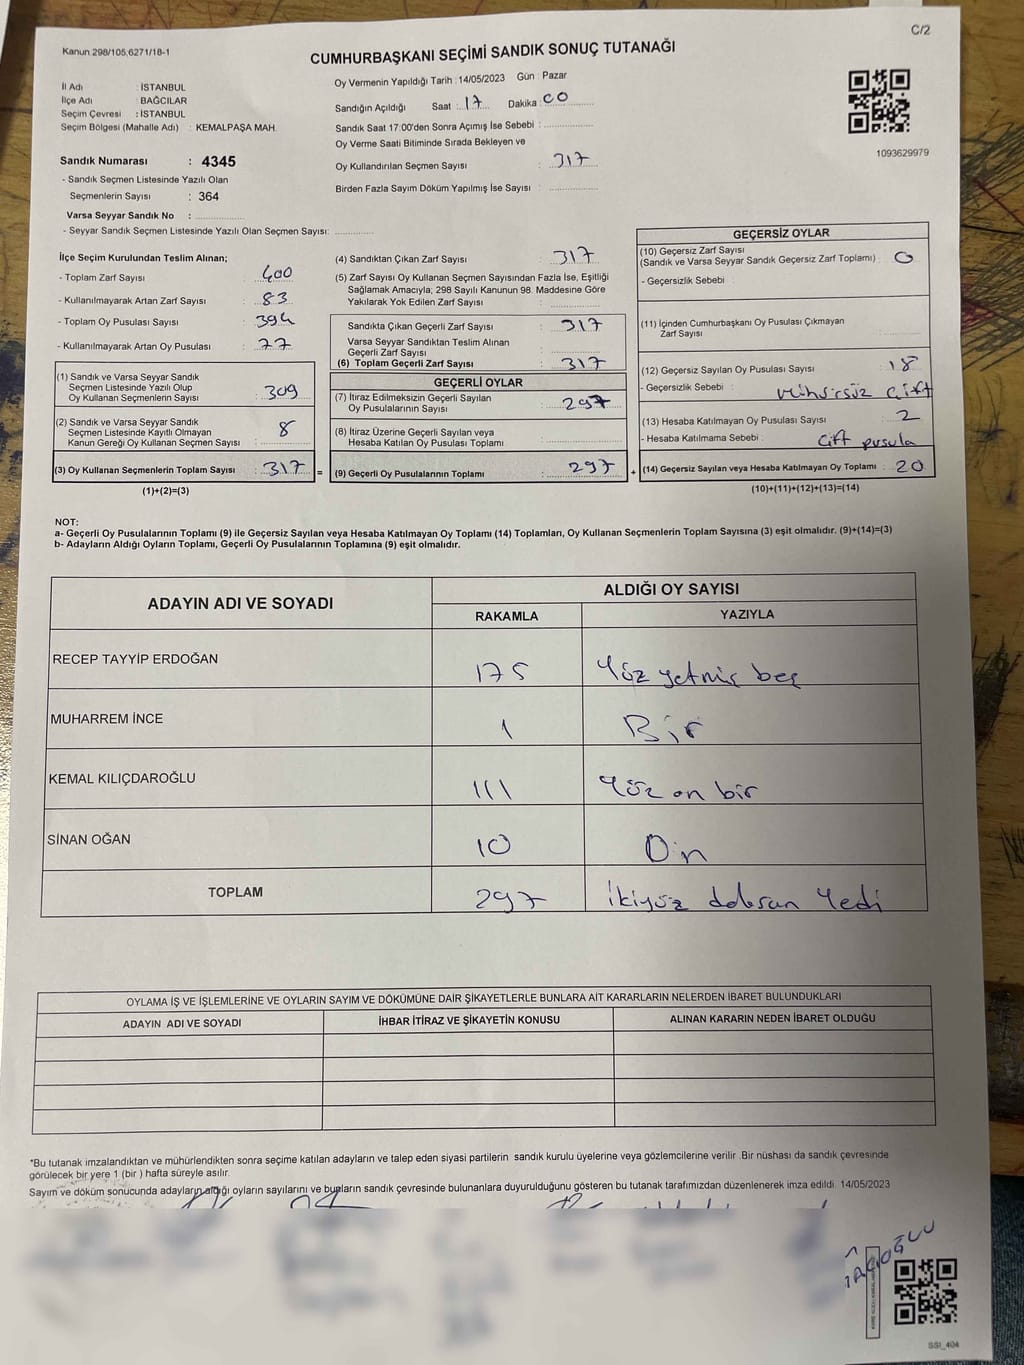 Kanun 298/105,6271/18-1
C/2
CUMHURBAŞKANI SEÇİMİ SANDIK SONUÇ TUTANAĞI
İl Adı : İSTANBUL
İlçe Adı : BAĞCILAR
Seçim Çevresi : İSTANBUL
Seçim Bölgesi (Mahalle Adı) : KEMALPAŞA MAH.
Sandık Numarası : 4345
- Sandık Seçmen Listesinde Yazılı Olan
Seçmenlerin Sayısı : 364
Varsa Seyyar Sandık No :
- Seyyar Sandık Seçmen Listesinde Yazılı Olan Seçmen Sayısı:
Oy Vermenin Yapıldığı Tarih :14/05/2023 Gün : Pazar
Sandığın Açıldığı Saat : 17 Dakika : 00
Sandık Saat 17:00'den Sonra Açımış İse Sebebi :
Oy Verme Saati Bitiminde Sırada Bekleyen ve
Oy Kullandırılan Seçmen Sayısı : 317
Birden Fazla Sayım Döküm Yapılmış İse Sayısı :
1093629979
İlçe Seçim Kurulundan Teslim Alınan;
- Toplam Zarf Sayısı : 400
- Kullanılmayarak Artan Zarf Sayısı : 83
- Toplam Oy Pusulası Sayısı : 394
- Kullanılmayarak Artan Oy Pusulası : 77
(1) Sandık ve Varsa Seyyar Sandık
Seçmen Listesinde Yazılı Olup
Oy Kullanan Seçmenlerin Sayısı : 309
(2) Sandık ve Varsa Seyyar Sandık
Seçmen Listesinde Kayıtlı Olmayan
Kanun Gereği Oy Kullanan Seçmen Sayısı : 8
(3) Oy Kullanan Seçmenlerin Toplam Sayısı : 317 =
(1)+(2)=(3)
(4) Sandıktan Çıkan Zarf Sayısı : 317
(5) Zarf Sayısı Oy Kullanan Seçmen Sayısından Fazla İse, Eşitliği
Sağlamak Amacıyla; 298 Sayılı Kanunun 98. Maddesine Göre
Yakılarak Yok Edilen Zarf Sayısı :
Sandıkta Çıkan Geçerli Zarf Sayısı : 317
Varsa Seyyar Sandıktan Teslim Alınan
Geçerli Zarf Sayısı :
(6) Toplam Geçerli Zarf Sayısı : 317
GEÇERLİ OYLAR
(7) İtiraz Edilmeksizin Geçerli Sayılan
Oy Pusulalarının Sayısı : 297
(8) İtiraz Üzerine Geçerli Sayılan veya
Hesaba Katılan Oy Pusulası Toplamı :
(9) Geçerli Oy Pusulalarının Toplamı : 297 +
GEÇERSİZ OYLAR
(10) Geçersiz Zarf Sayısı
(Sandık ve Varsa Seyyar Sandık Geçersiz Zarf Toplamı) : 0
- Geçersizlik Sebebi :
(11) İçinden Cumhurbaşkanı Oy Pusulası Çıkmayan
Zarf Sayısı :
(12) Geçersiz Sayılan Oy Pusulası Sayısı : 18
- Geçersizlik Sebebi : mühürsüz çift
(13) Hesaba Katılmayan Oy Pusulası Sayısı : 2
- Hesaba Katılmama Sebebi : Çift pusula
(14) Geçersiz Sayılan veya Hesaba Katılmayan Oy Toplamı : 20
(10)+(11)+(12)+(13)=(14)
NOT:
a- Geçerli Oy Pusulalarının Toplamı (9) ile Geçersiz Sayılan veya Hesaba Katılmayan Oy Toplamı (14) Toplamları, Oy Kullanan Seçmenlerin Toplam Sayısına (3) eşit olmalıdır. (9)+(14)=(3)
b- Adayların Aldığı Oyların Toplamı, Geçerli Oy Pusulalarının Toplamına (9) eşit olmalıdır.
ADAYIN ADI VE SOYADI ALDIĞI OY SAYISI
RAKAMLA YAZIYLA
RECEP TAYYİP ERDOĞAN 175 Yüz yetmiş beş
MUHARREM İNCE 1 Bir
KEMAL KILIÇDAROĞLU 111 Yüz on bir
SİNAN OĞAN 10 On
TOPLAM 297 İkiyüz doksan Yedi
OYLAMA İŞ VE İŞLEMLERİNE VE OYLARIN SAYIM VE DÖKÜMÜNE DAİR ŞİKAYETLERLE BUNLARA AİT KARARLARIN NELERDEN İBARET BULUNDUKLARI
ADAYIN ADI VE SOYADI İHBAR İTİRAZ VE ŞİKAYETİN KONUSU ALINAN KARARIN NEDEN İBARET OLDUĞU
*Bu tutanak imzalandıktan ve mühürlendikten sonra seçime katılan adayların ve talep eden siyasi partilerin sandık kurulu üyelerine veya gözlemcilerine verilir .Bir nüshası da sandık çevresinde
görülecek bir yere 1 (bir ) hafta süreyle asılır.
Sayım ve döküm sonucunda adayların aldığı oyların sayılarını ve bunların sandık çevresinde bulunanlara duyurulduğunu gösteren bu tutanak tarafımızdan düzenlenerek imza edildi. 14/05/2023
SSI_404